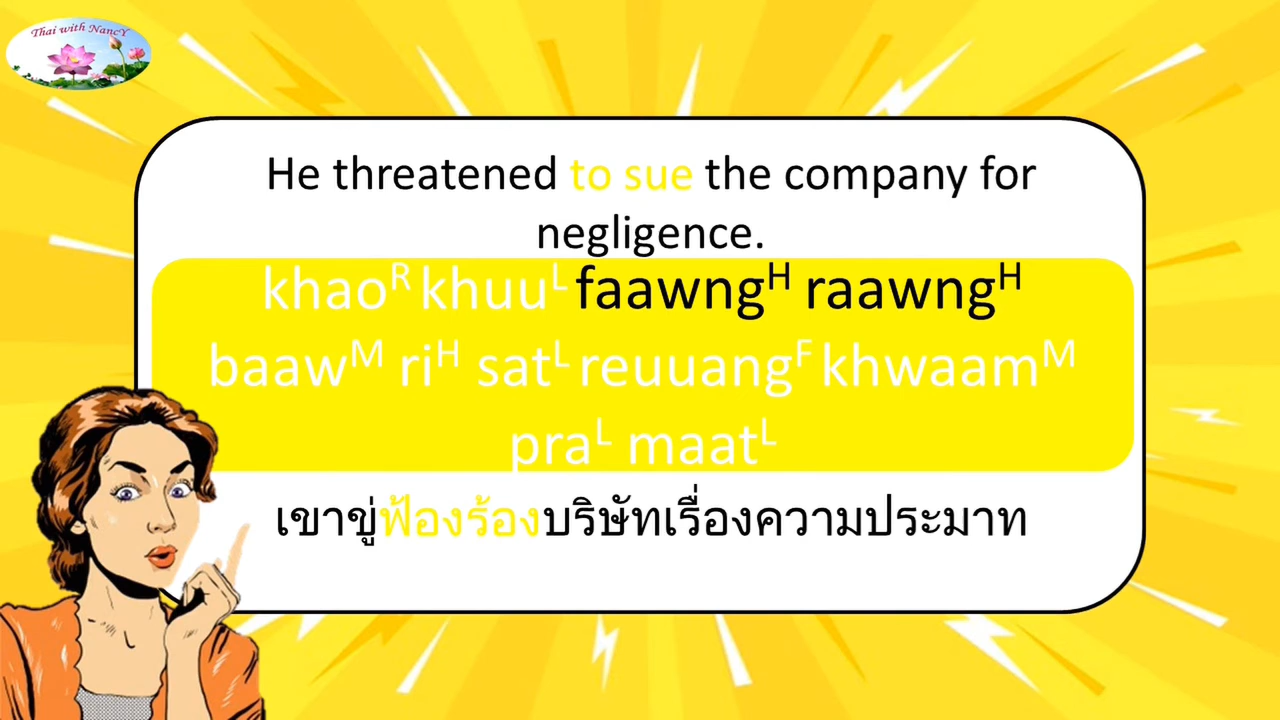 Thai with NancY
He threatened to sue the company for
negligence.
khaoᴿ khuuᴸ faawngᴴ raawngᴴ
baawᴹ riᴴ satᴸ reuuangᶠ khwaamᴹ
praᴸ maatᴸ
เขาขู่ฟ้องร้องบริษัทเรื่องความประมาท